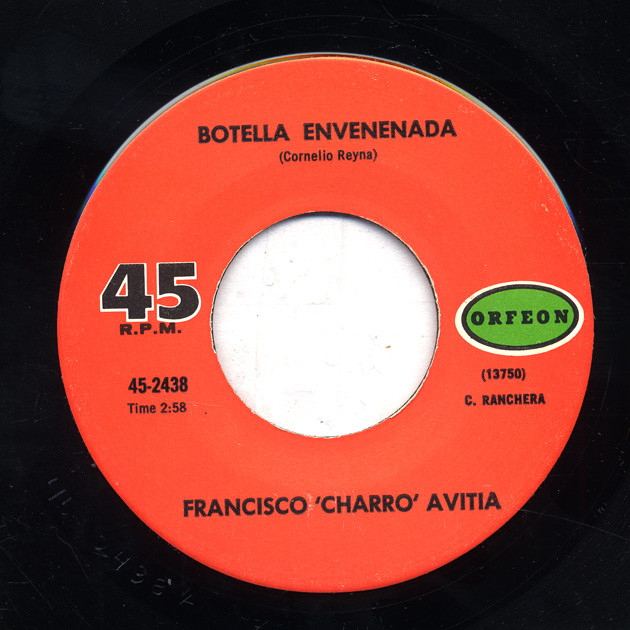 BOTELLA ENVENENADA
(Cornelio Reyna)
45
R.P.M.
ORFEON
45-2438
Time 2:58
(13750)
C. RANCHERA
FRANCISCO 'CHARRO' AVITIA